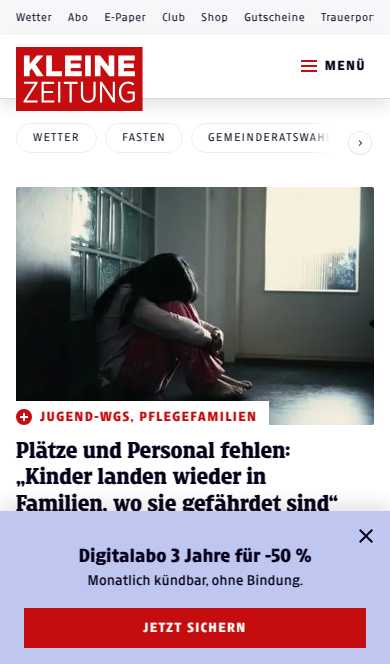 Wetter Abo E-Paper Club Shop Gutscheine Trauerpor
KLEINE
ZEITUNG
MENÜ
WETTER FASTEN GEMEINDERATSWAH
JUGEND-WGS, PFLEGEFAMILIEN
Plätze und Personal fehlen:
„Kinder landen wieder in
Familien, wo sie gefährdet sind“
Digitalabo 3 Jahre für -50 %
Monatlich kündbar, ohne Bindung.
JETZT SICHERN